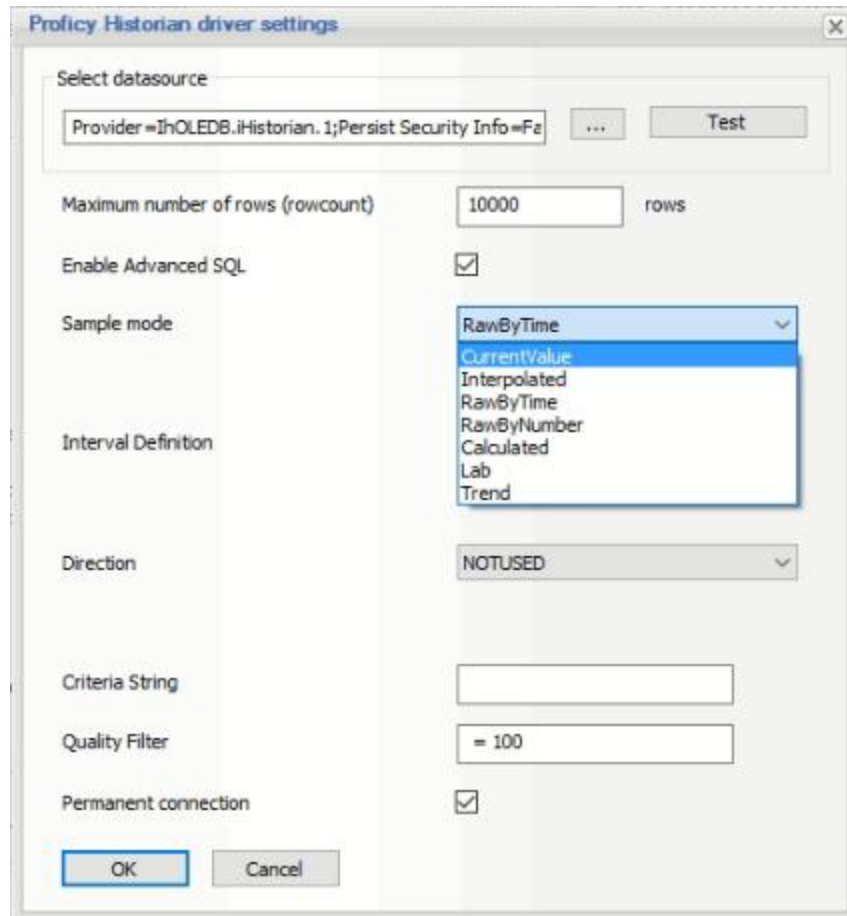 Proficy Historian driver settings
Select datasource
Provider=IhOLEDB.iHistorian.1;Persist Security Info=Fa ... Test
Maximum number of rows (rowcount) 10000 rows
Enable Advanced SQL
Sample mode RawByTime
CurrentValue
Interpolated
RawByTime
RawByNumber
Interval Definition
Calculated
Lab
Trend
Direction NOTUSED
Criteria String
Quality Filter = 100
Permanent connection
OK Cancel